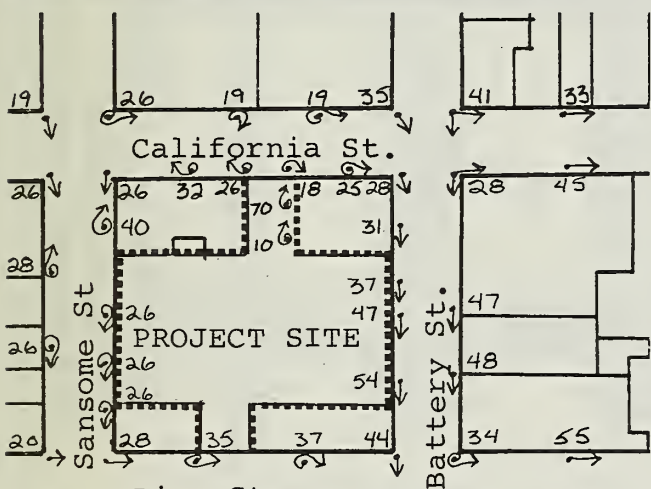 19 26 19 19 35 41 33
California St.
26 26 32 26 18 25 28 28 45
40 70 31
10
28 37
26 47 47
Sansome St
PROJECT SITE
Battery St.
26 26 48
26 54
20 28 35 37 44 34 55